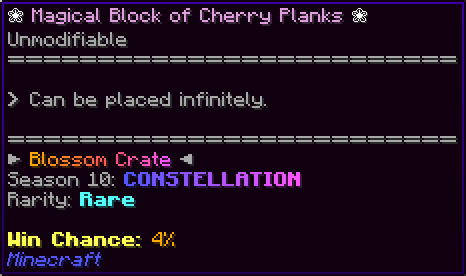 ❀ Magical Block of Cherry Planks ❀
Unmodifiable
==============================
> Can be placed infinitely.
==============================
► Blossom Crate ◄
Season 10: CONSTELLATION
Rarity: Rare
Win Chance: 4%
Minecraft